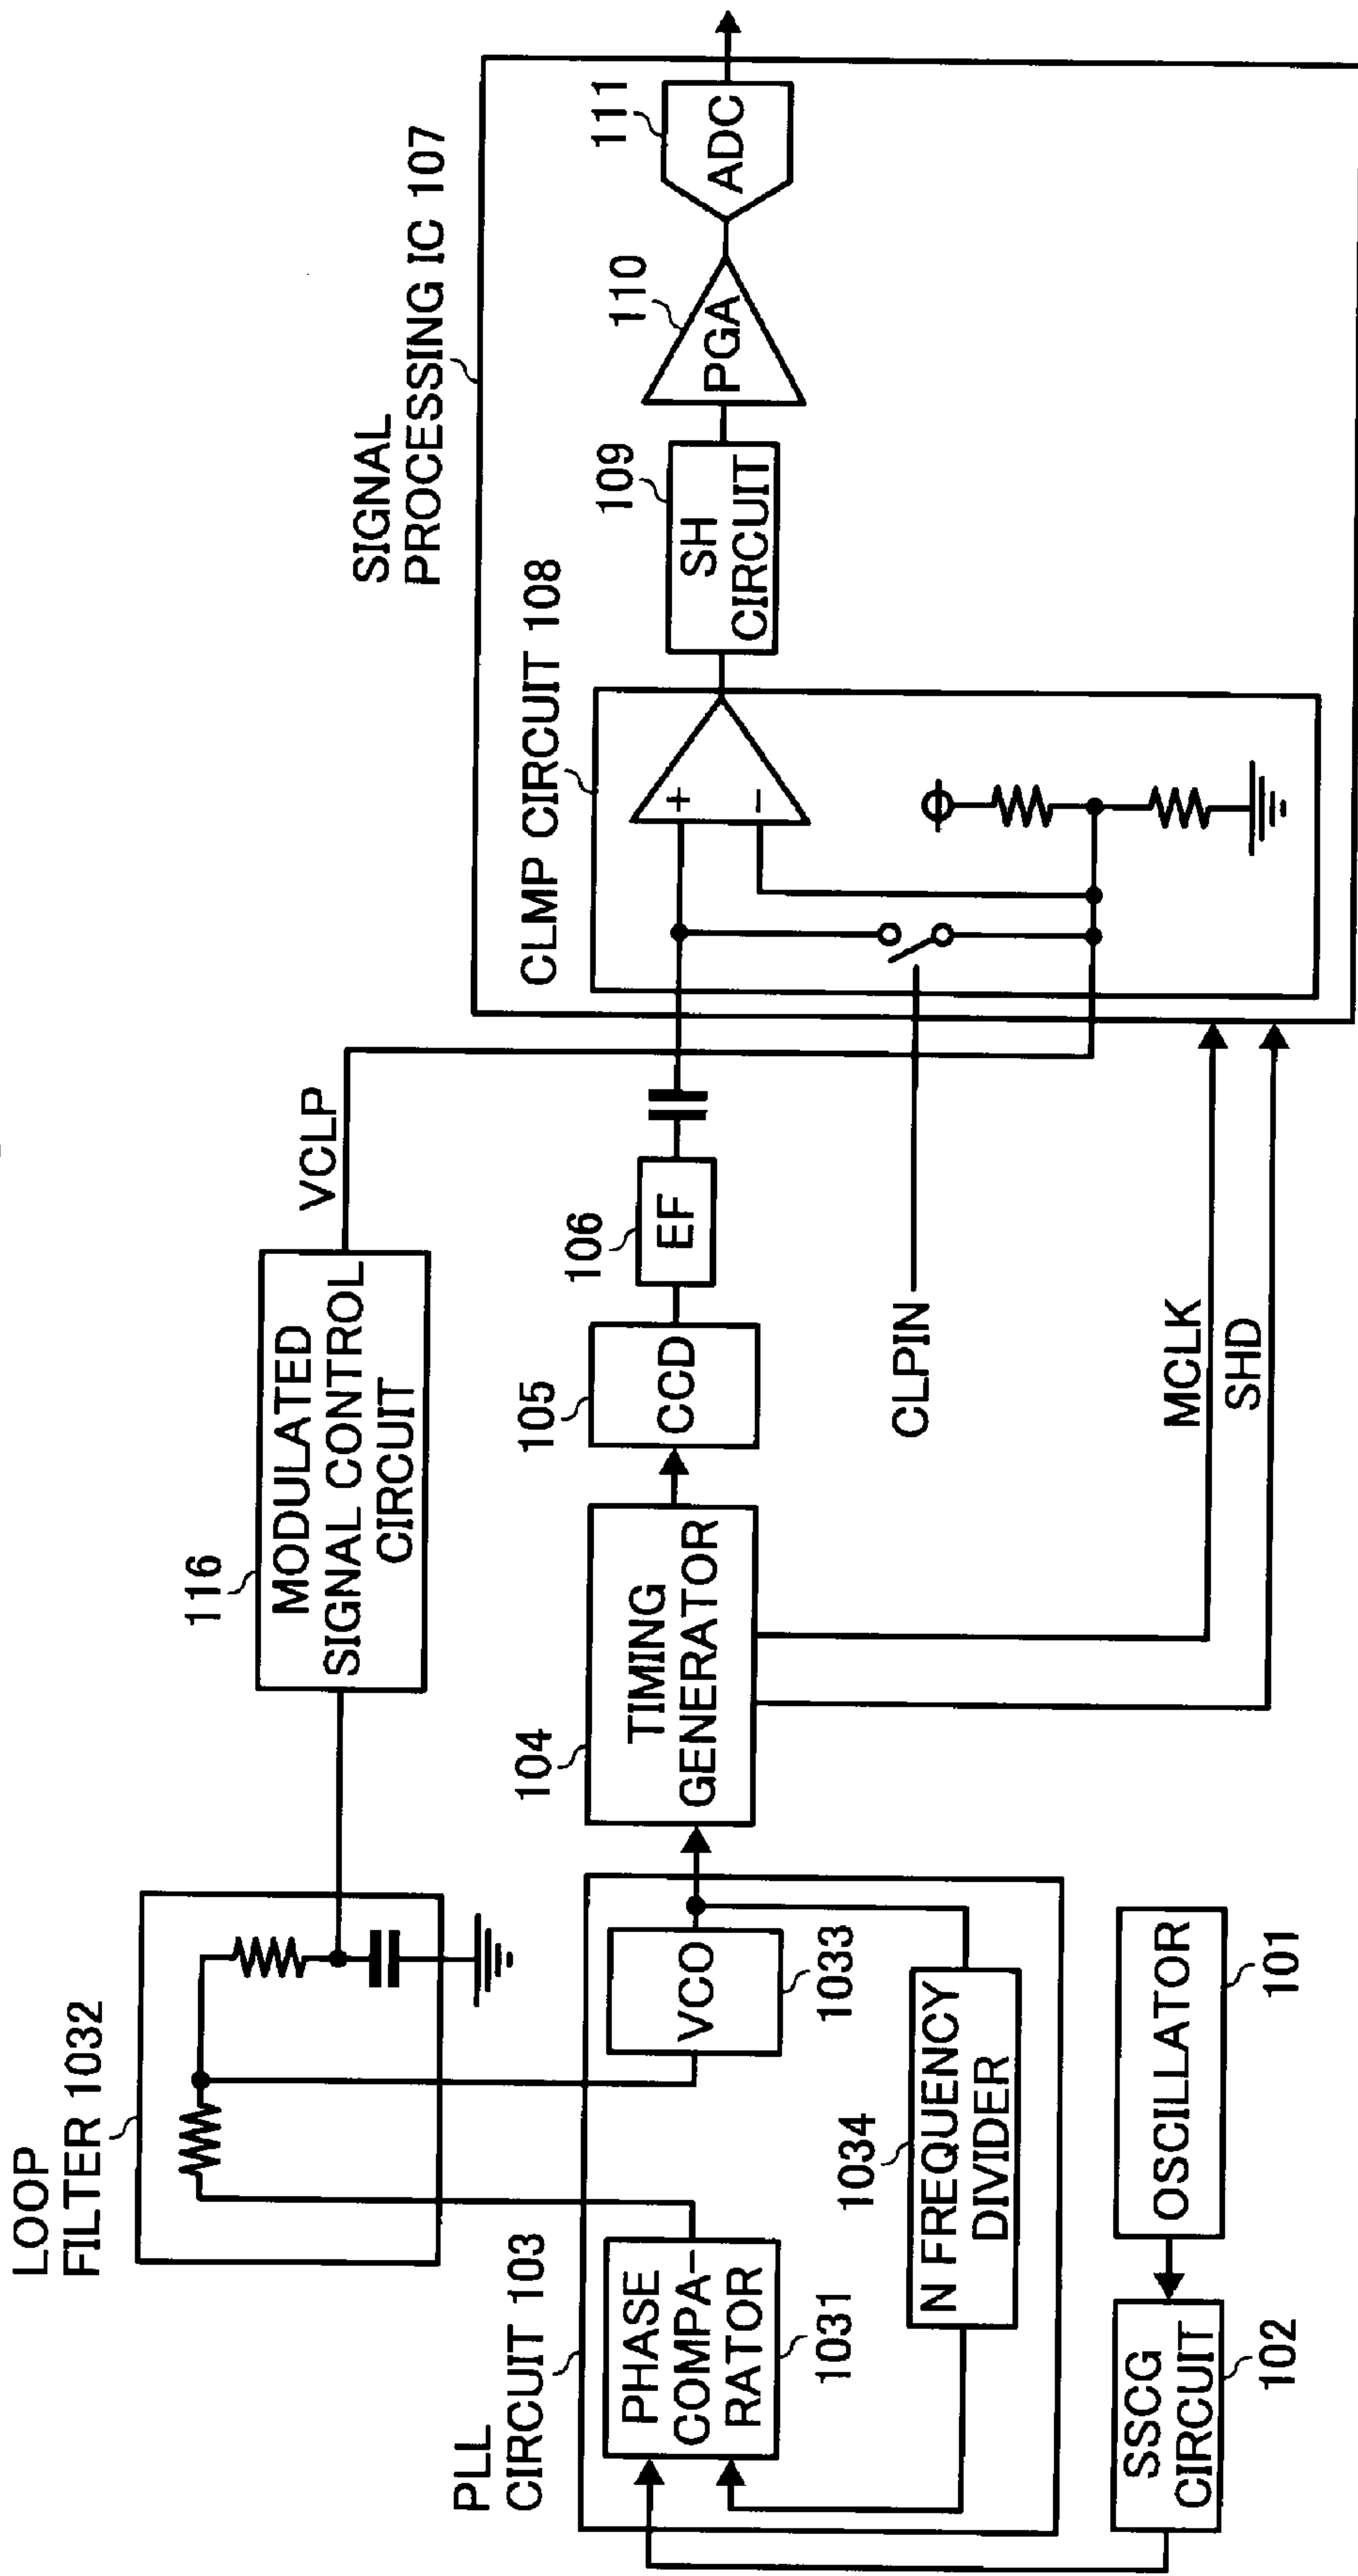 LOOP
FILTER 1032
116
MODULATED
SIGNAL CONTROL
CIRCUIT
VCLP
SIGNAL
PROCESSING IC 107
PLL
CIRCUIT 103
PHASE
COMPA-
RATOR
1031
VCO
1033
1034
N FREQUENCY
DIVIDER
104
TIMING
GENERATOR
105
CCD
106
EF
CLMP CIRCUIT 108
+
-
109
SH
CIRCUIT
110
PGA
111
ADC
CLPIN
MCLK
SHD
SSCG
CIRCUIT
102
OSCILLATOR
101